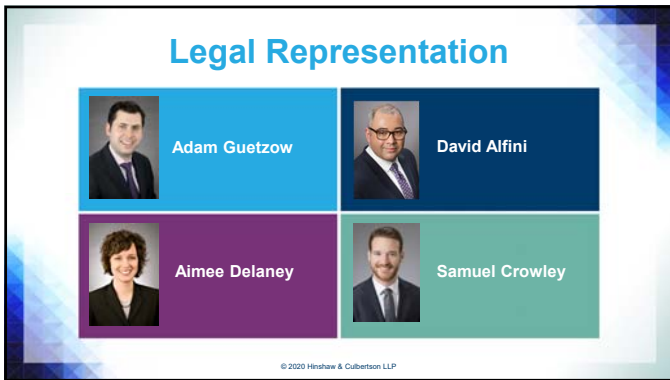 Legal Representation
Adam Guetzow
David Alfini
Aimee Delaney
Samuel Crowley
© 2020 Hinshaw & Culbertson LLP